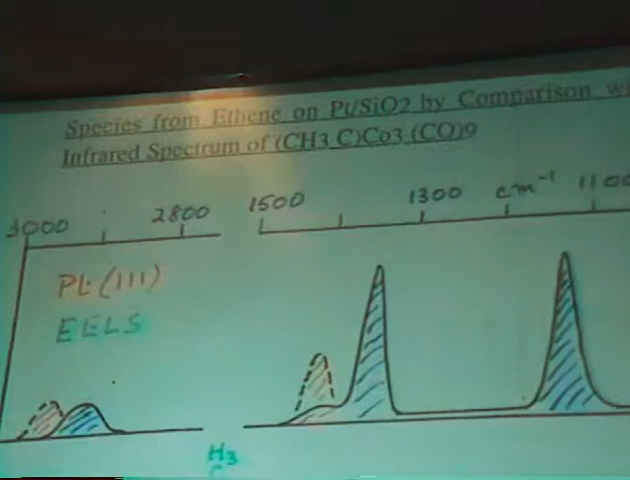 Species from Ethene on Pt/SiO2 by Comparison
Infrared Spectrum of (CH3 C)Co3 (CO)9
3000 2800 1500 1300 cm⁻¹ 1100
Pt (111)
EELS
H3
C